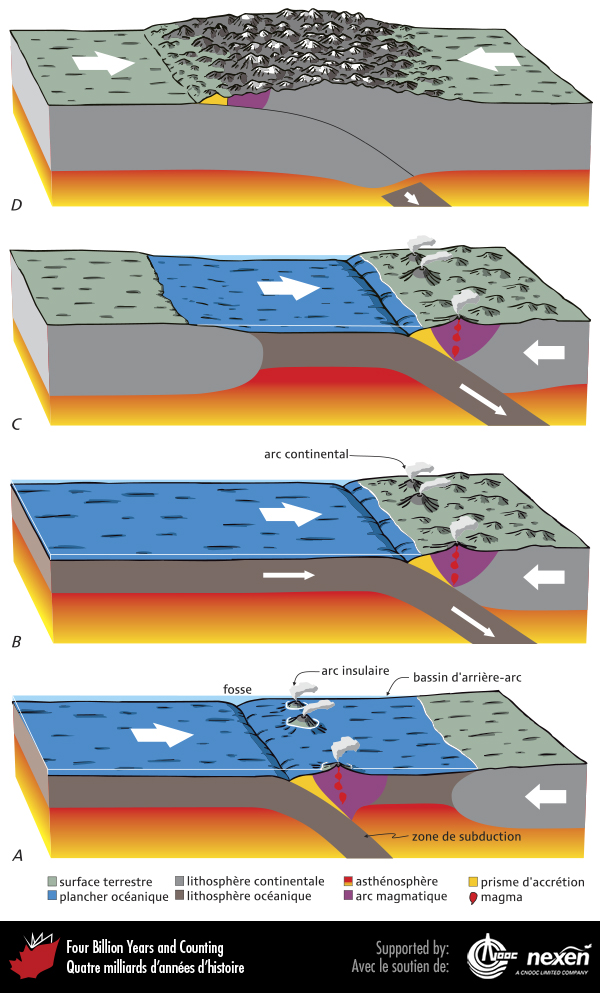 D
C
arc continental
B
arc insulaire
bassin d'arrière-arc
fosse
zone de subduction
A
surface terrestre
lithosphère continentale
asthénosphère
prisme d'accrétion
plancher océanique
lithosphère océanique
arc magmatique
magma
Four Billion Years and Counting
Quatre milliards d'années d'histoire
Supported by:
Avec le soutien de:
CNOOC
nexen
A CNOOC LIMITED COMPANY